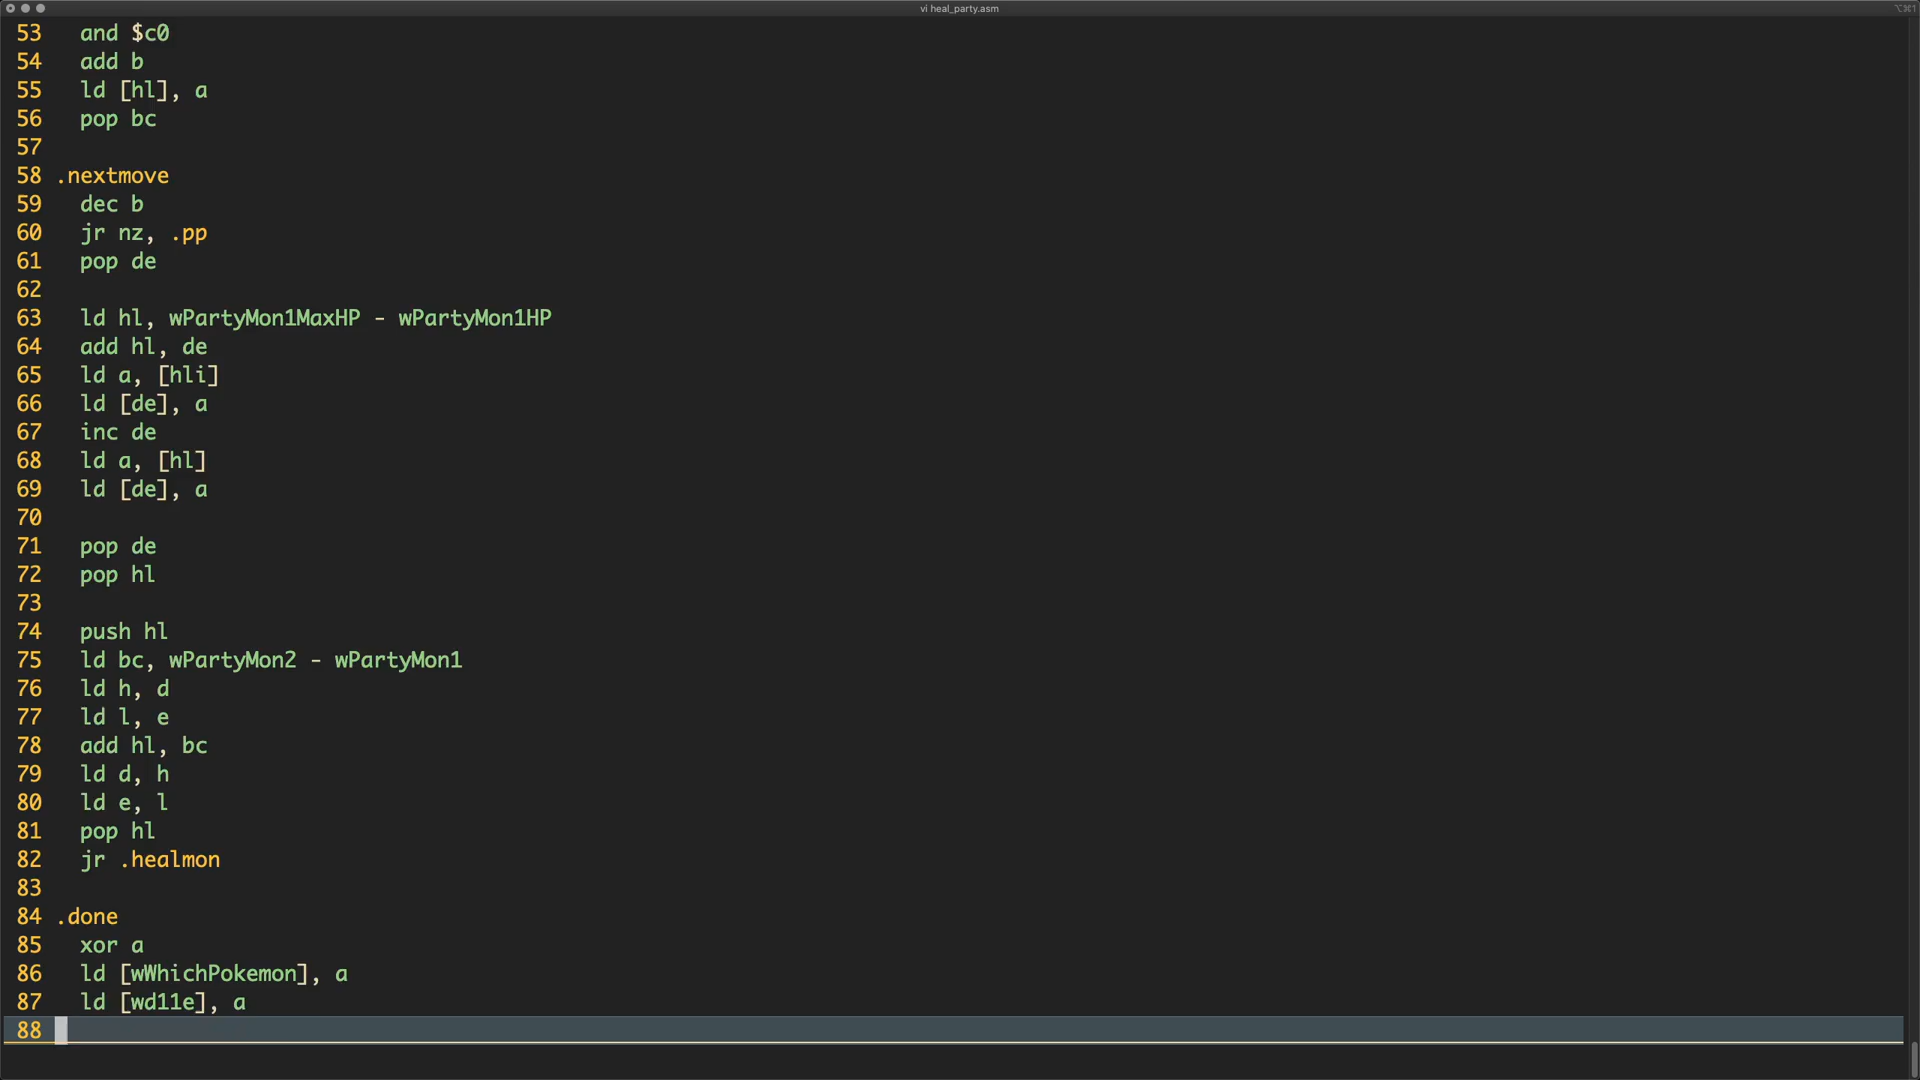 vi heal_party.asm
⌥⌘1
53 and $c0
54 add b
55 ld [hl], a
56 pop bc
57
58 .nextmove
59 dec b
60 jr nz, .pp
61 pop de
62
63 ld hl, wPartyMon1MaxHP - wPartyMon1HP
64 add hl, de
65 ld a, [hli]
66 ld [de], a
67 inc de
68 ld a, [hl]
69 ld [de], a
70
71 pop de
72 pop hl
73
74 push hl
75 ld bc, wPartyMon2 - wPartyMon1
76 ld h, d
77 ld l, e
78 add hl, bc
79 ld d, h
80 ld e, l
81 pop hl
82 jr .healmon
83
84 .done
85 xor a
86 ld [wWhichPokemon], a
87 ld [wd11e], a
88